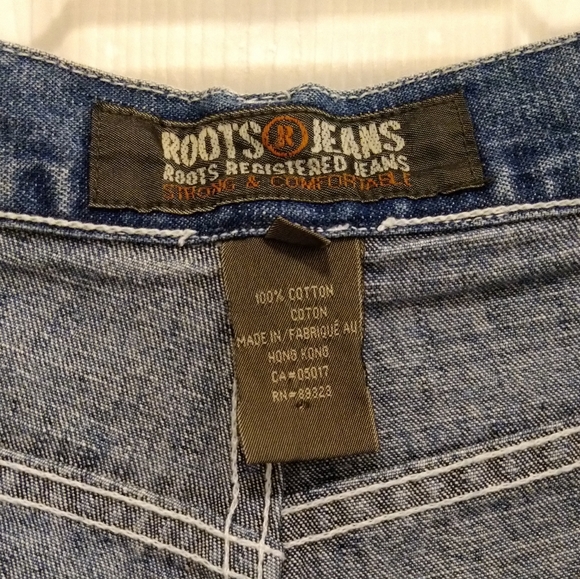 ROOTS R JEANS
ROOTS REGISTERED JEANS
STRONG & COMFORTABLE
100% COTTON
COTON
MADE IN/FABRIQUÉ AU
HONG KONG
CA#05017
RN#89323